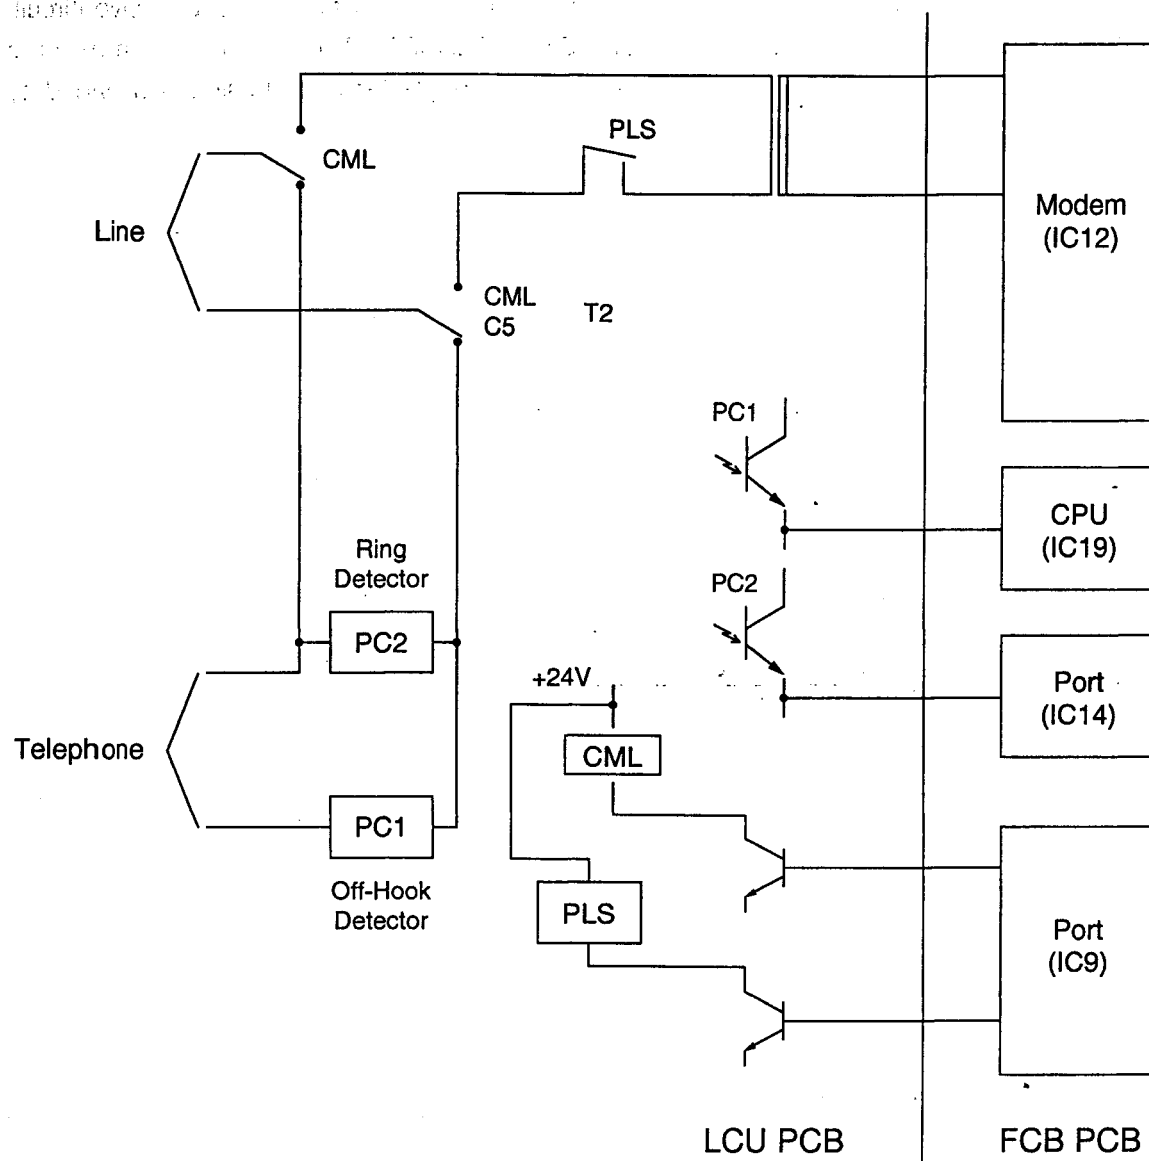 PLS
CML
Line
Modem
(IC12)
CML
C5
T2
PC1
CPU
(IC19)
Ring
Detector
PC2
PC2
+24V
Port
(IC14)
Telephone
CML
PC1
Off-Hook
Detector
PLS
Port
(IC9)
LCU PCB
FCB PCB